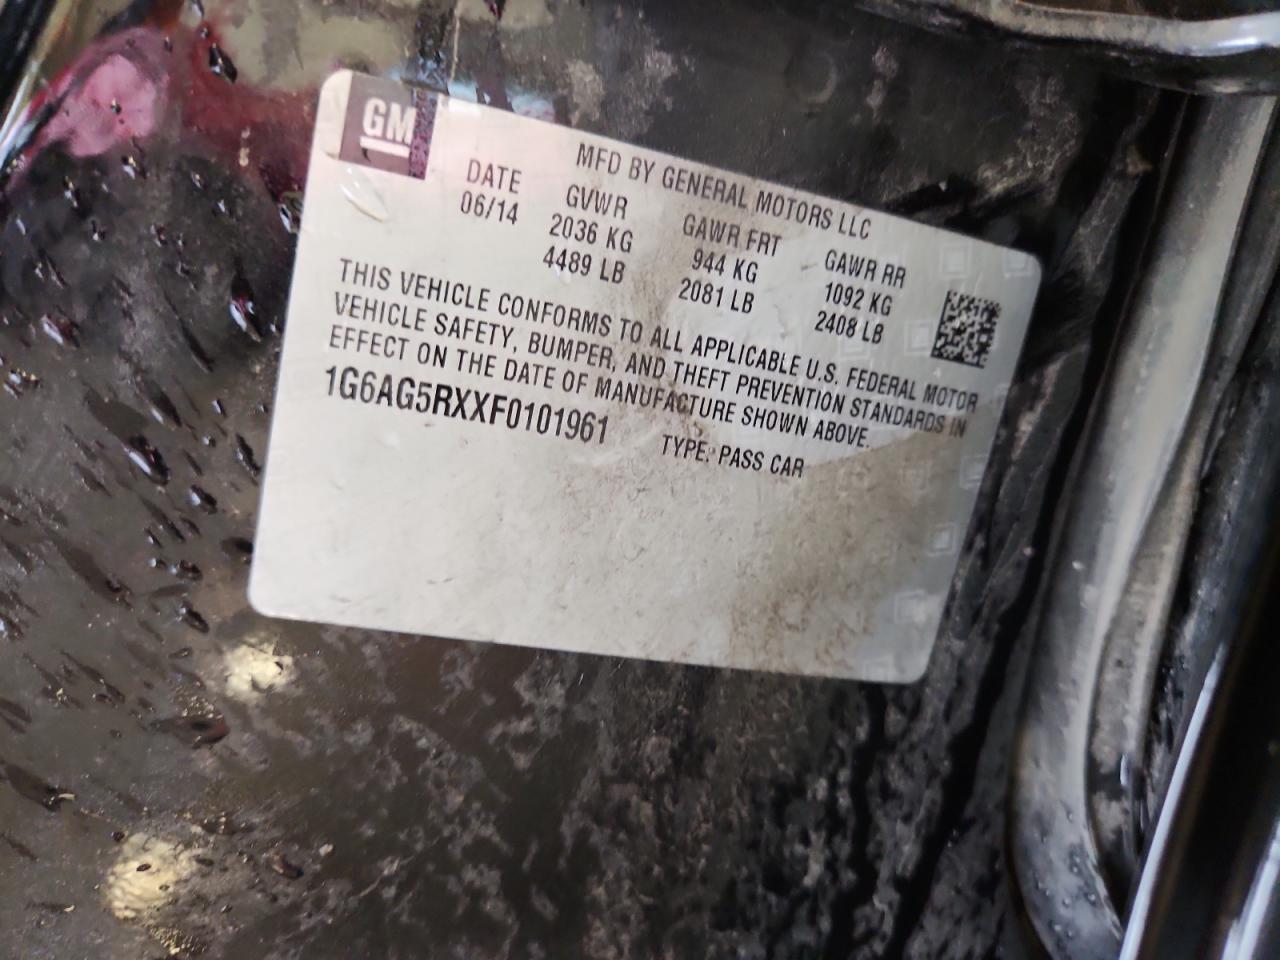 GM
MFD BY GENERAL MOTORS LLC
DATE GVWR GAWR FRT GAWR RR
06/14 2036 KG 944 KG 1092 KG
4489 LB 2081 LB 2408 LB
THIS VEHICLE CONFORMS TO ALL APPLICABLE U.S. FEDERAL MOTOR
VEHICLE SAFETY, BUMPER, AND THEFT PREVENTION STANDARDS IN
EFFECT ON THE DATE OF MANUFACTURE SHOWN ABOVE.
1G6AG5RXXF0101961 TYPE: PASS CAR